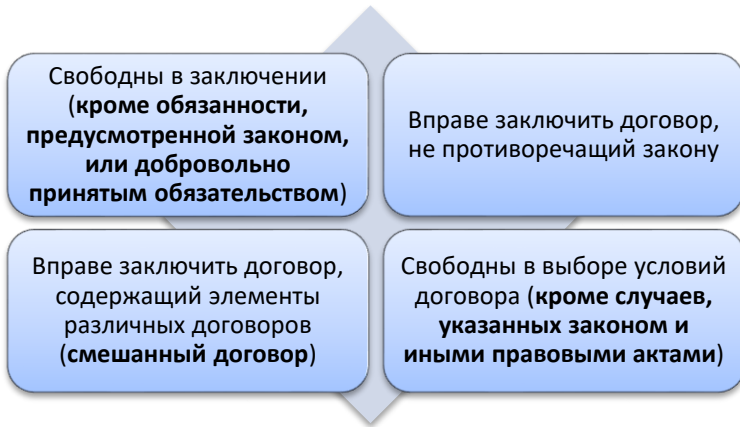 Свободны в заключении
(кроме обязанности,
предусмотренной законом,
или добровольно
принятым обязательством)
Вправе заключить договор,
не противоречащий закону
Вправе заключить договор,
содержащий элементы
различных договоров
(смешанный договор)
Свободны в выборе условий
договора (кроме случаев,
указанных законом и
иными правовыми актами)